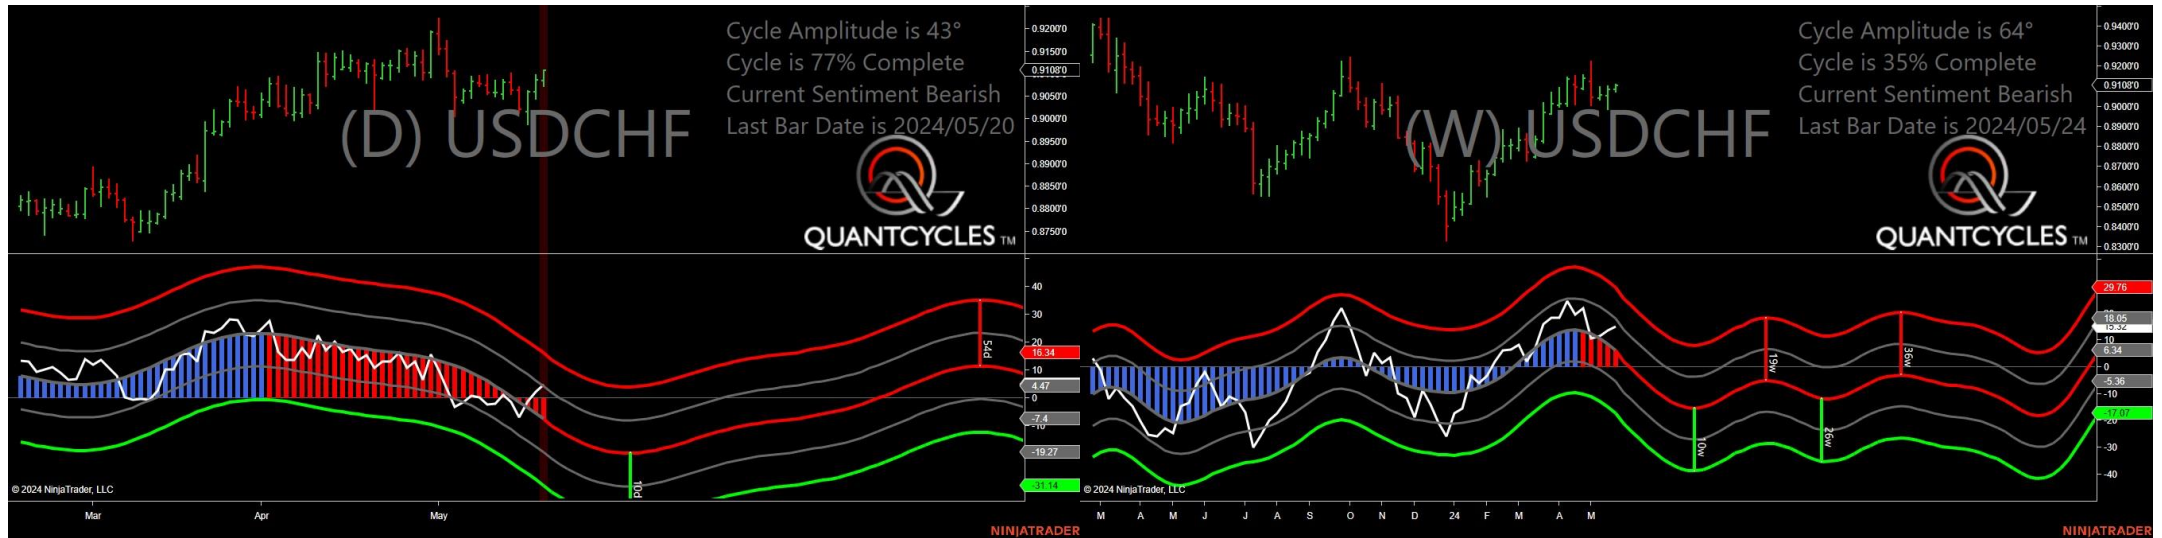 Cycle Amplitude is 43°
Cycle is 77% Complete
Current Sentiment Bearish
Last Bar Date is 2024/05/20
(D) USDCHF
QUANTCYCLES TM
0.9200'0
0.9150'0
0.9108'0
0.9050'0
0.9000'0
0.8950'0
0.8900'0
0.8850'0
0.8800'0
0.8750'0
40
30
20
16.34
10
4.47
0
-7.4
-10
-19.27
-31.14
54d
10d
© 2024 NinjaTrader, LLC
Mar Apr May
NINJATRADER
Cycle Amplitude is 64°
Cycle is 35% Complete
Current Sentiment Bearish
Last Bar Date is 2024/05/24
(W) USDCHF
QUANTCYCLES TM
0.9400'0
0.9300'0
0.9200'0
0.9108'0
0.9000'0
0.8900'0
0.8800'0
0.8700'0
0.8600'0
0.8500'0
0.8400'0
0.8300'0
29.76
18.05
15.32
10
6.34
0
-5.36
-10
-17.07
-20
-30
-40
19w
36w
10w
26w
© 2024 NinjaTrader, LLC
M A M J J A S O N D 24 F M A M
NINJATRADER